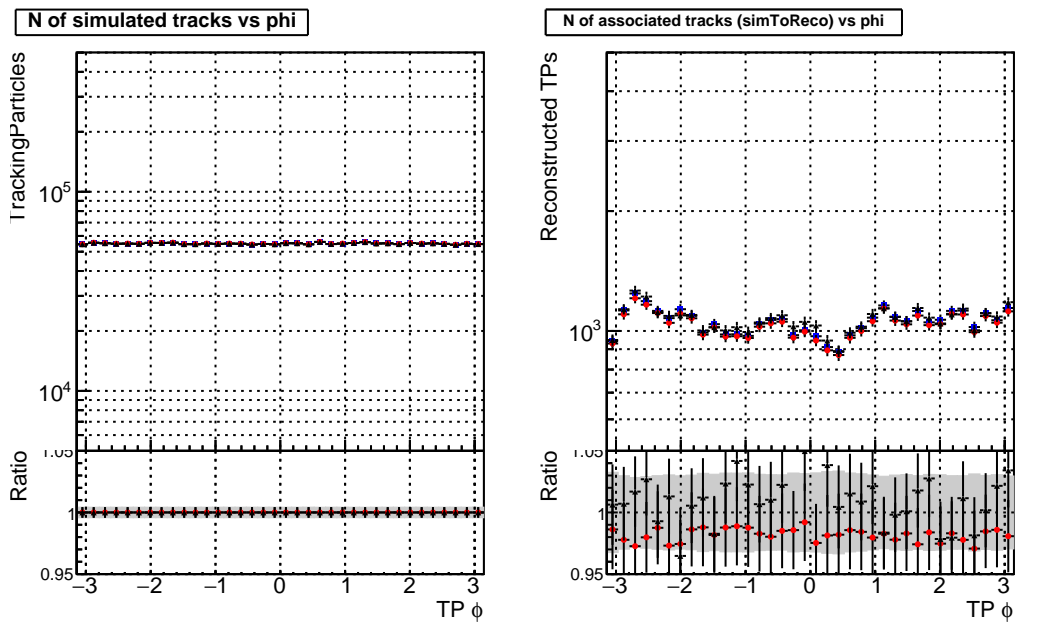 N of simulated tracks vs phi
TrackingParticles
10^5
10^4
Ratio
1.05
1
0.95
−3 −2 −1 0 1 2 3
TP ϕ
N of associated tracks (simToReco) vs phi
Reconstructed TPs
10^3
Ratio
1.05
1
0.95
−3 −2 −1 0 1 2 3
TP ϕ